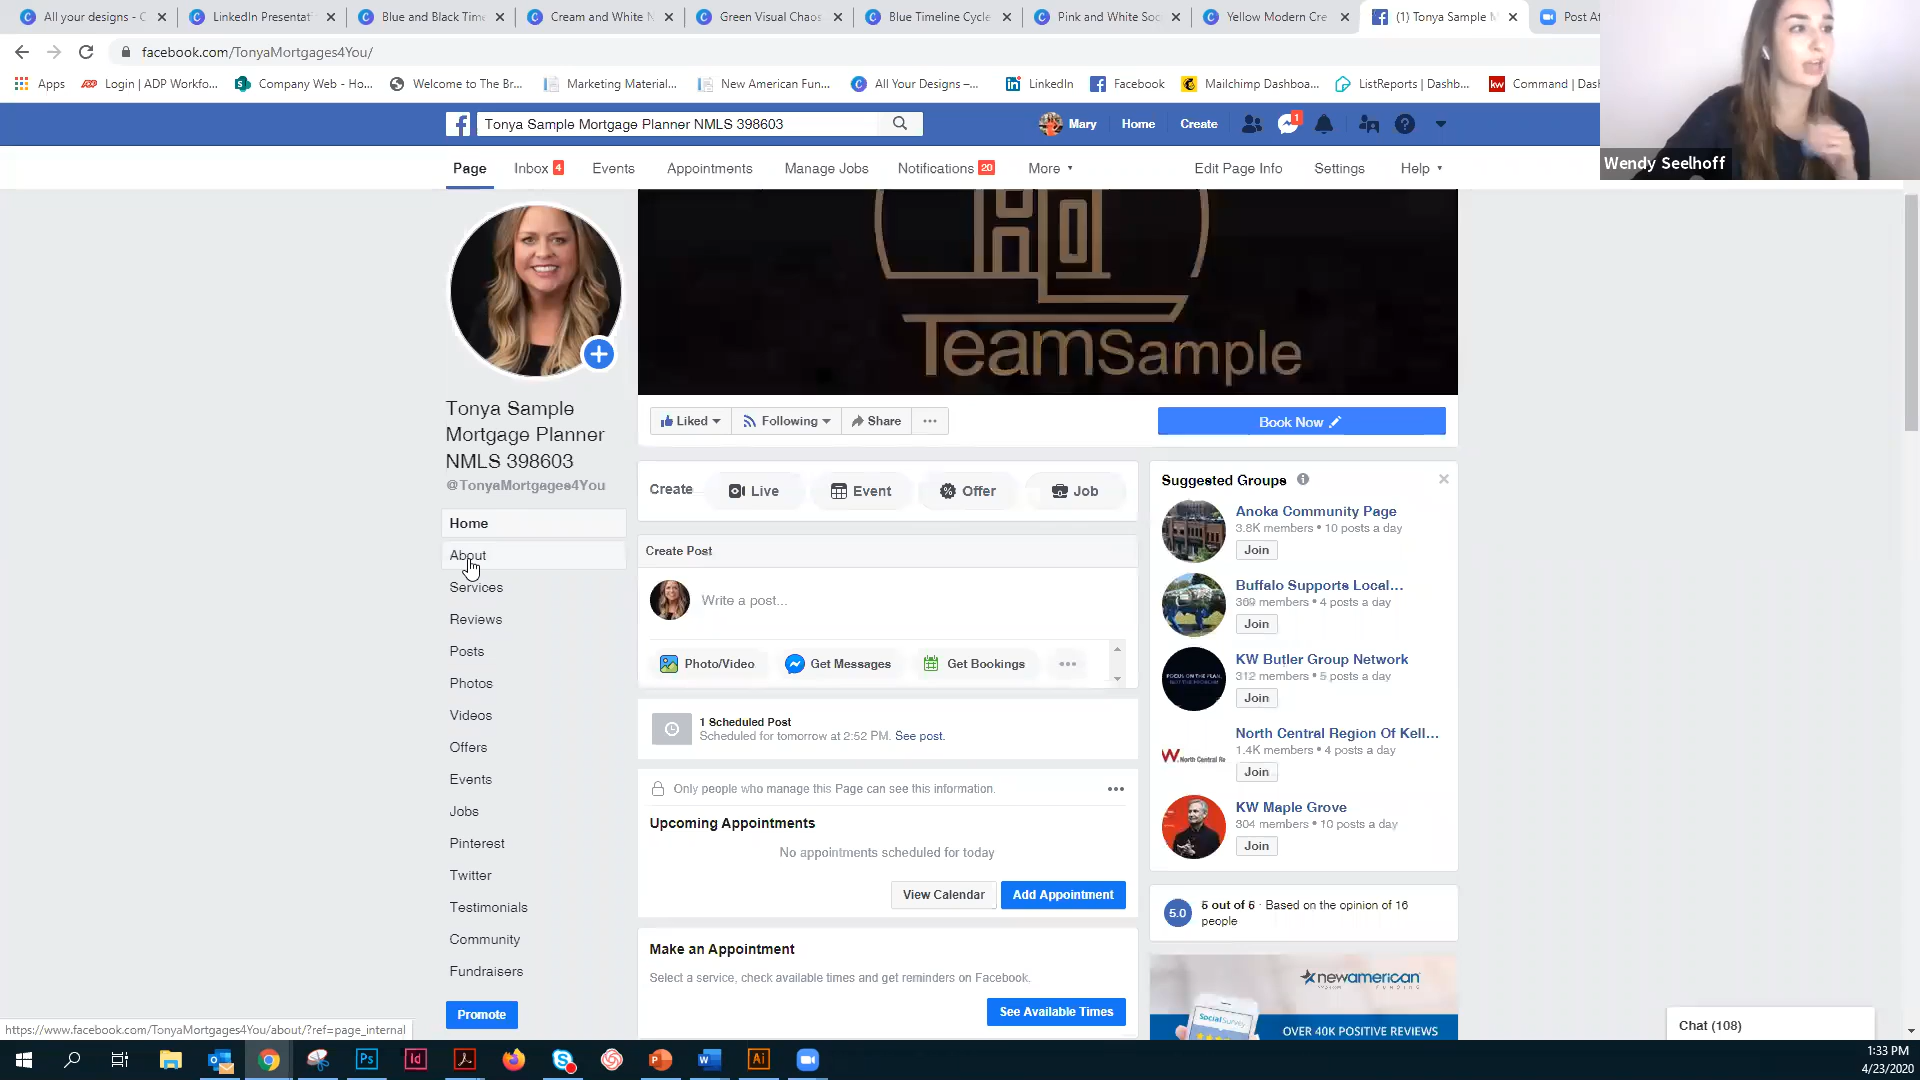 All your designs - C
LinkedIn Presentat
Blue and Black Time
Cream and White N
Green Visual Chaos
Blue Timeline Cycle
Pink and White Soc
Yellow Modern Cre
(1) Tonya Sample M
Post At
facebook.com/TonyaMortgages4You/
Apps
Login | ADP Workfo...
Company Web - Ho...
Welcome to The Br...
Marketing Material...
New American Fun...
All Your Designs –...
LinkedIn
Facebook
Mailchimp Dashboa...
ListReports | Dashb...
Command | Dash
Wendy Seelhoff
Tonya Sample Mortgage Planner NMLS 398603
Mary
Home
Create
1
Page
Inbox 4
Events
Appointments
Manage Jobs
Notifications 20
More
Edit Page Info
Settings
Help
TeamSample
Tonya Sample
Mortgage Planner
NMLS 398603
@TonyaMortgages4You
Home
About
Services
Reviews
Posts
Photos
Videos
Offers
Events
Jobs
Pinterest
Twitter
Testimonials
Community
Fundraisers
Promote
Liked
Following
Share
Book Now
Create
Live
Event
Offer
Job
Create Post
Write a post...
Photo/Video
Get Messages
Get Bookings
1 Scheduled Post
Scheduled for tomorrow at 2:52 PM. See post.
Only people who manage this Page can see this information.
Upcoming Appointments
No appointments scheduled for today
View Calendar
Add Appointment
Make an Appointment
Select a service, check available times and get reminders on Facebook.
See Available Times
Suggested Groups
Anoka Community Page
3.8K members • 10 posts a day
Join
Buffalo Supports Local...
369 members • 4 posts a day
Join
KW Butler Group Network
312 members • 5 posts a day
Join
North Central Region Of Kell...
1.4K members • 4 posts a day
Join
W. North Central Re
KW Maple Grove
304 members • 10 posts a day
Join
5.0
5 out of 5 · Based on the opinion of 16
people
newamerican
FUNDING
SocialSurvey
OVER 40K POSITIVE REVIEWS
Chat (108)
https://www.facebook.com/TonyaMortgages4You/about/?ref=page_internal
1:33 PM
4/23/2020